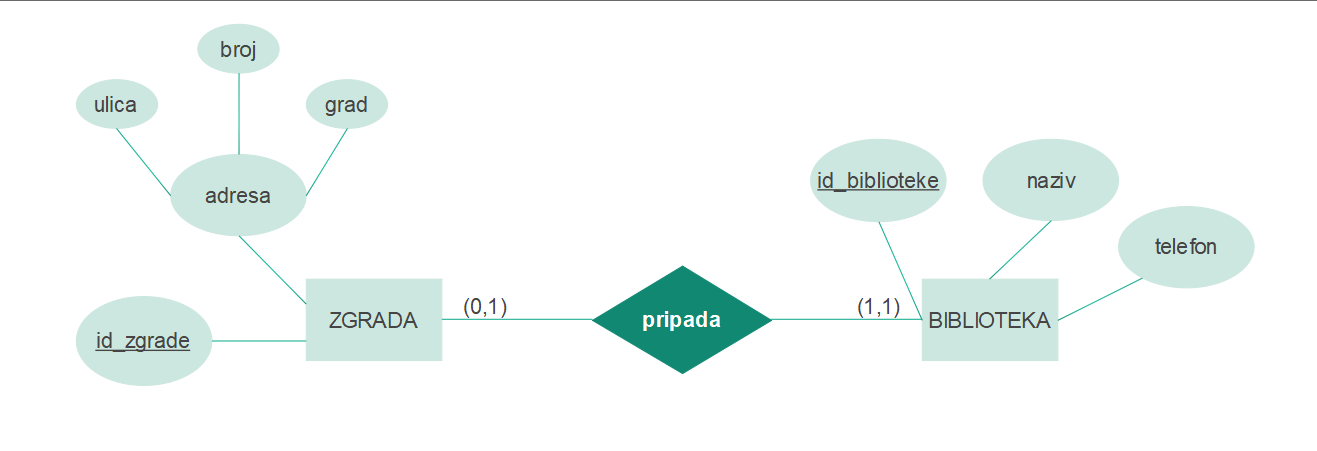 broj
ulica
grad
adresa
id_biblioteke
naziv
telefon
ZGRADA
(0,1)
pripada
(1,1)
BIBLIOTEKA
id_zgrade